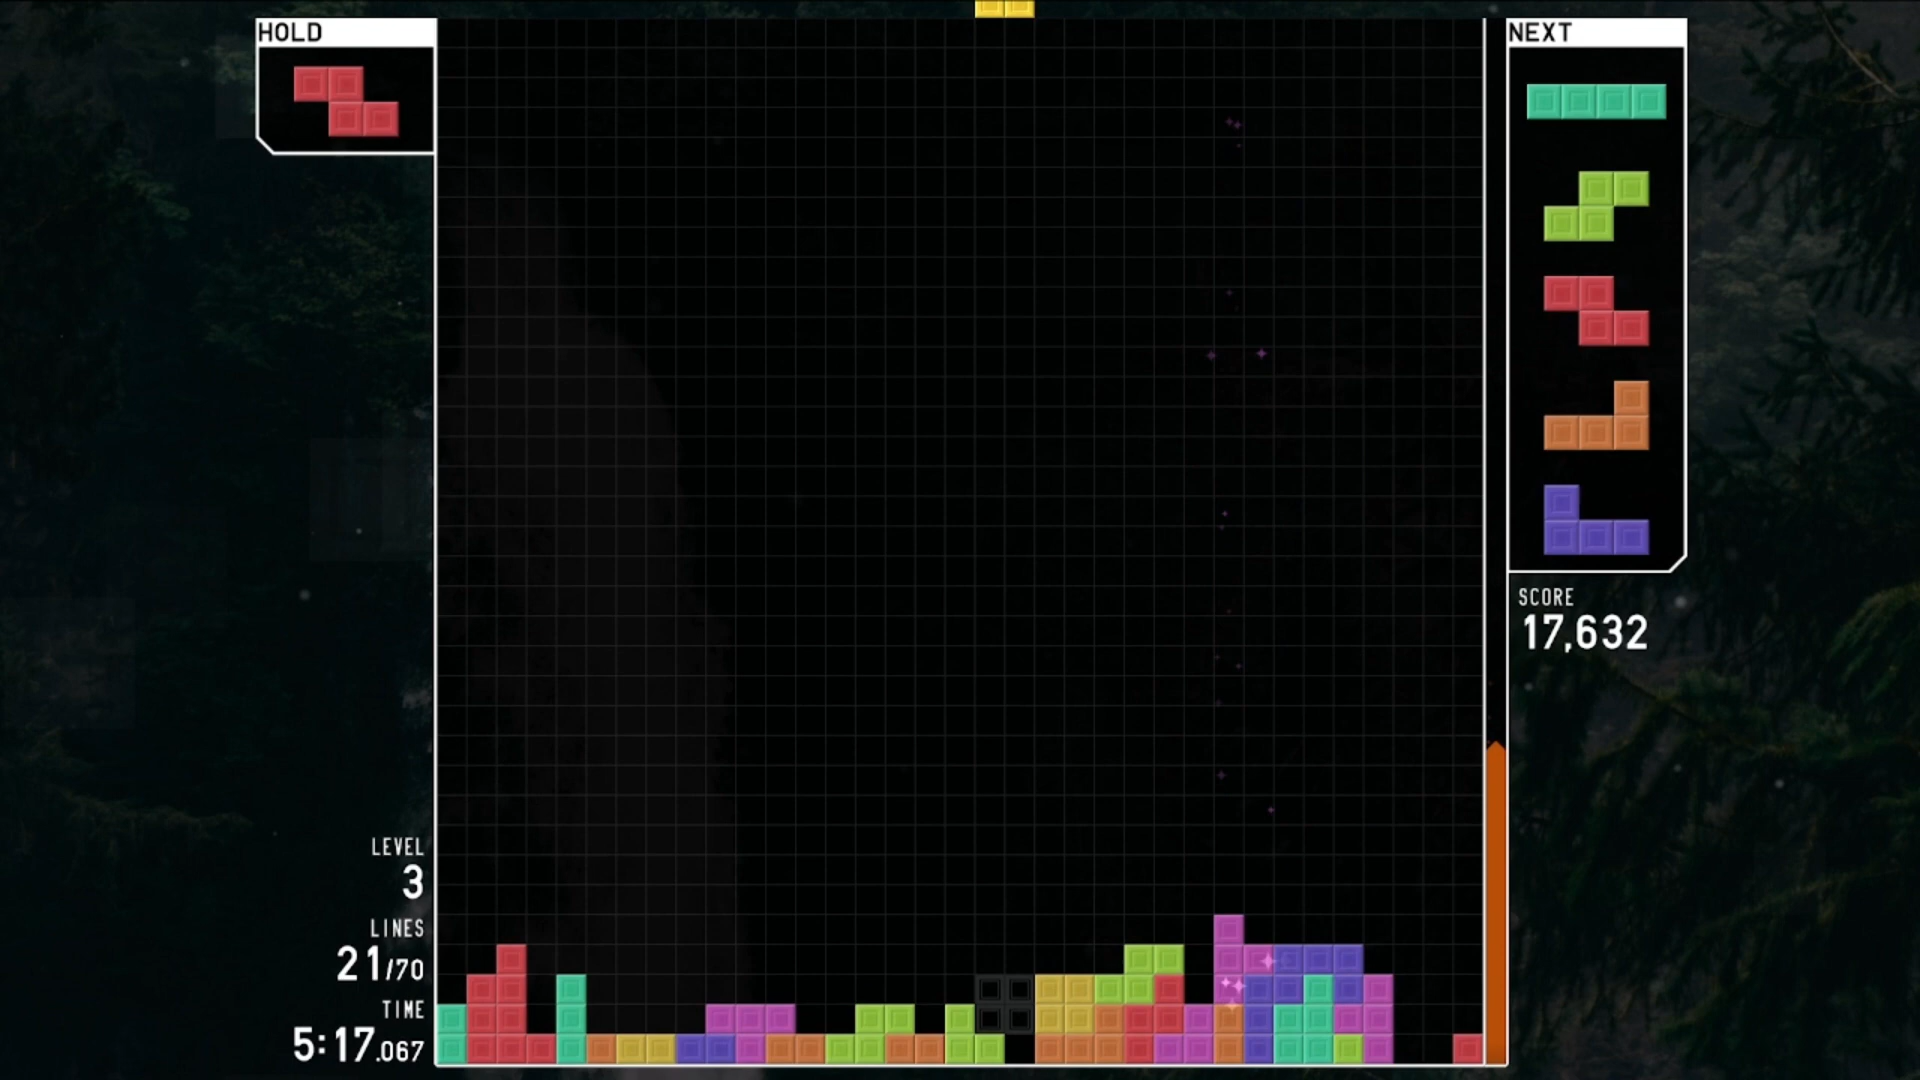 HOLD
NEXT
SCORE
17,632
LEVEL
3
LINES
21/70
TIME
5:17.067